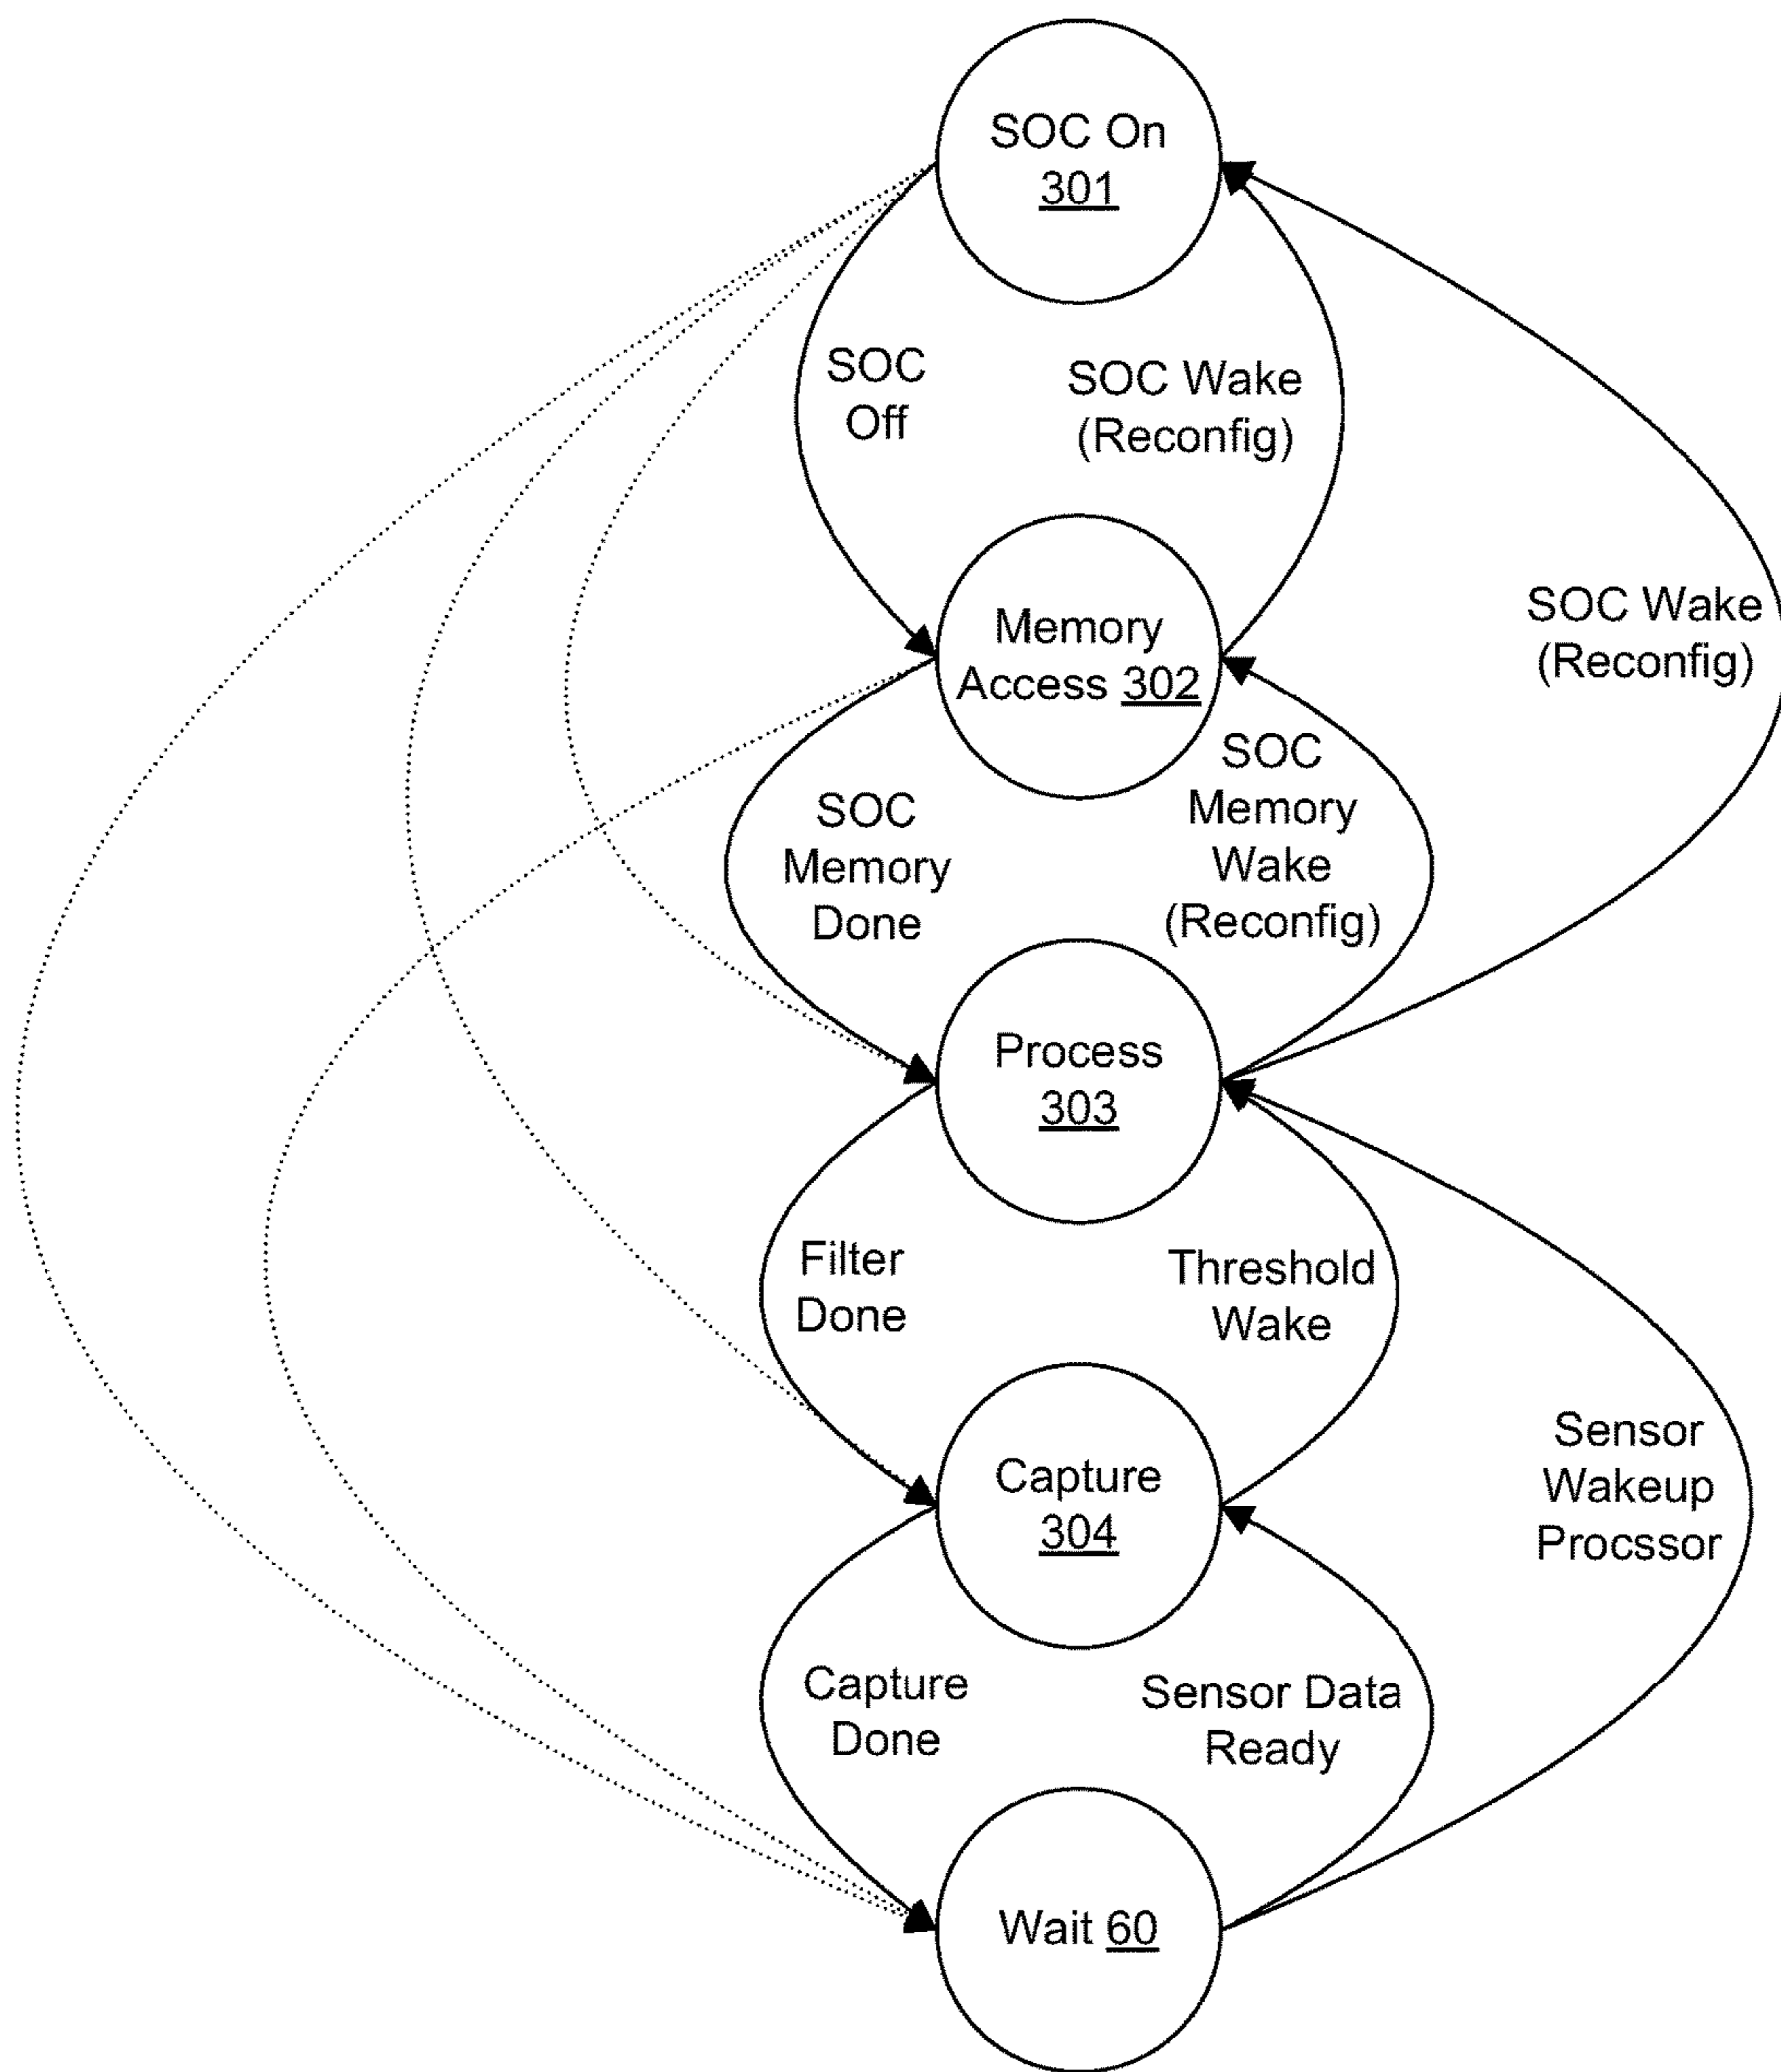 SOC On
301
SOC
Off
SOC Wake
(Reconfig)
SOC Wake
(Reconfig)
Memory
Access 302
SOC
Memory
Done
SOC
Memory
Wake
(Reconfig)
Process
303
Filter
Done
Threshold
Wake
Sensor
Wakeup
Procssor
Capture
304
Capture
Done
Sensor Data
Ready
Wait 60